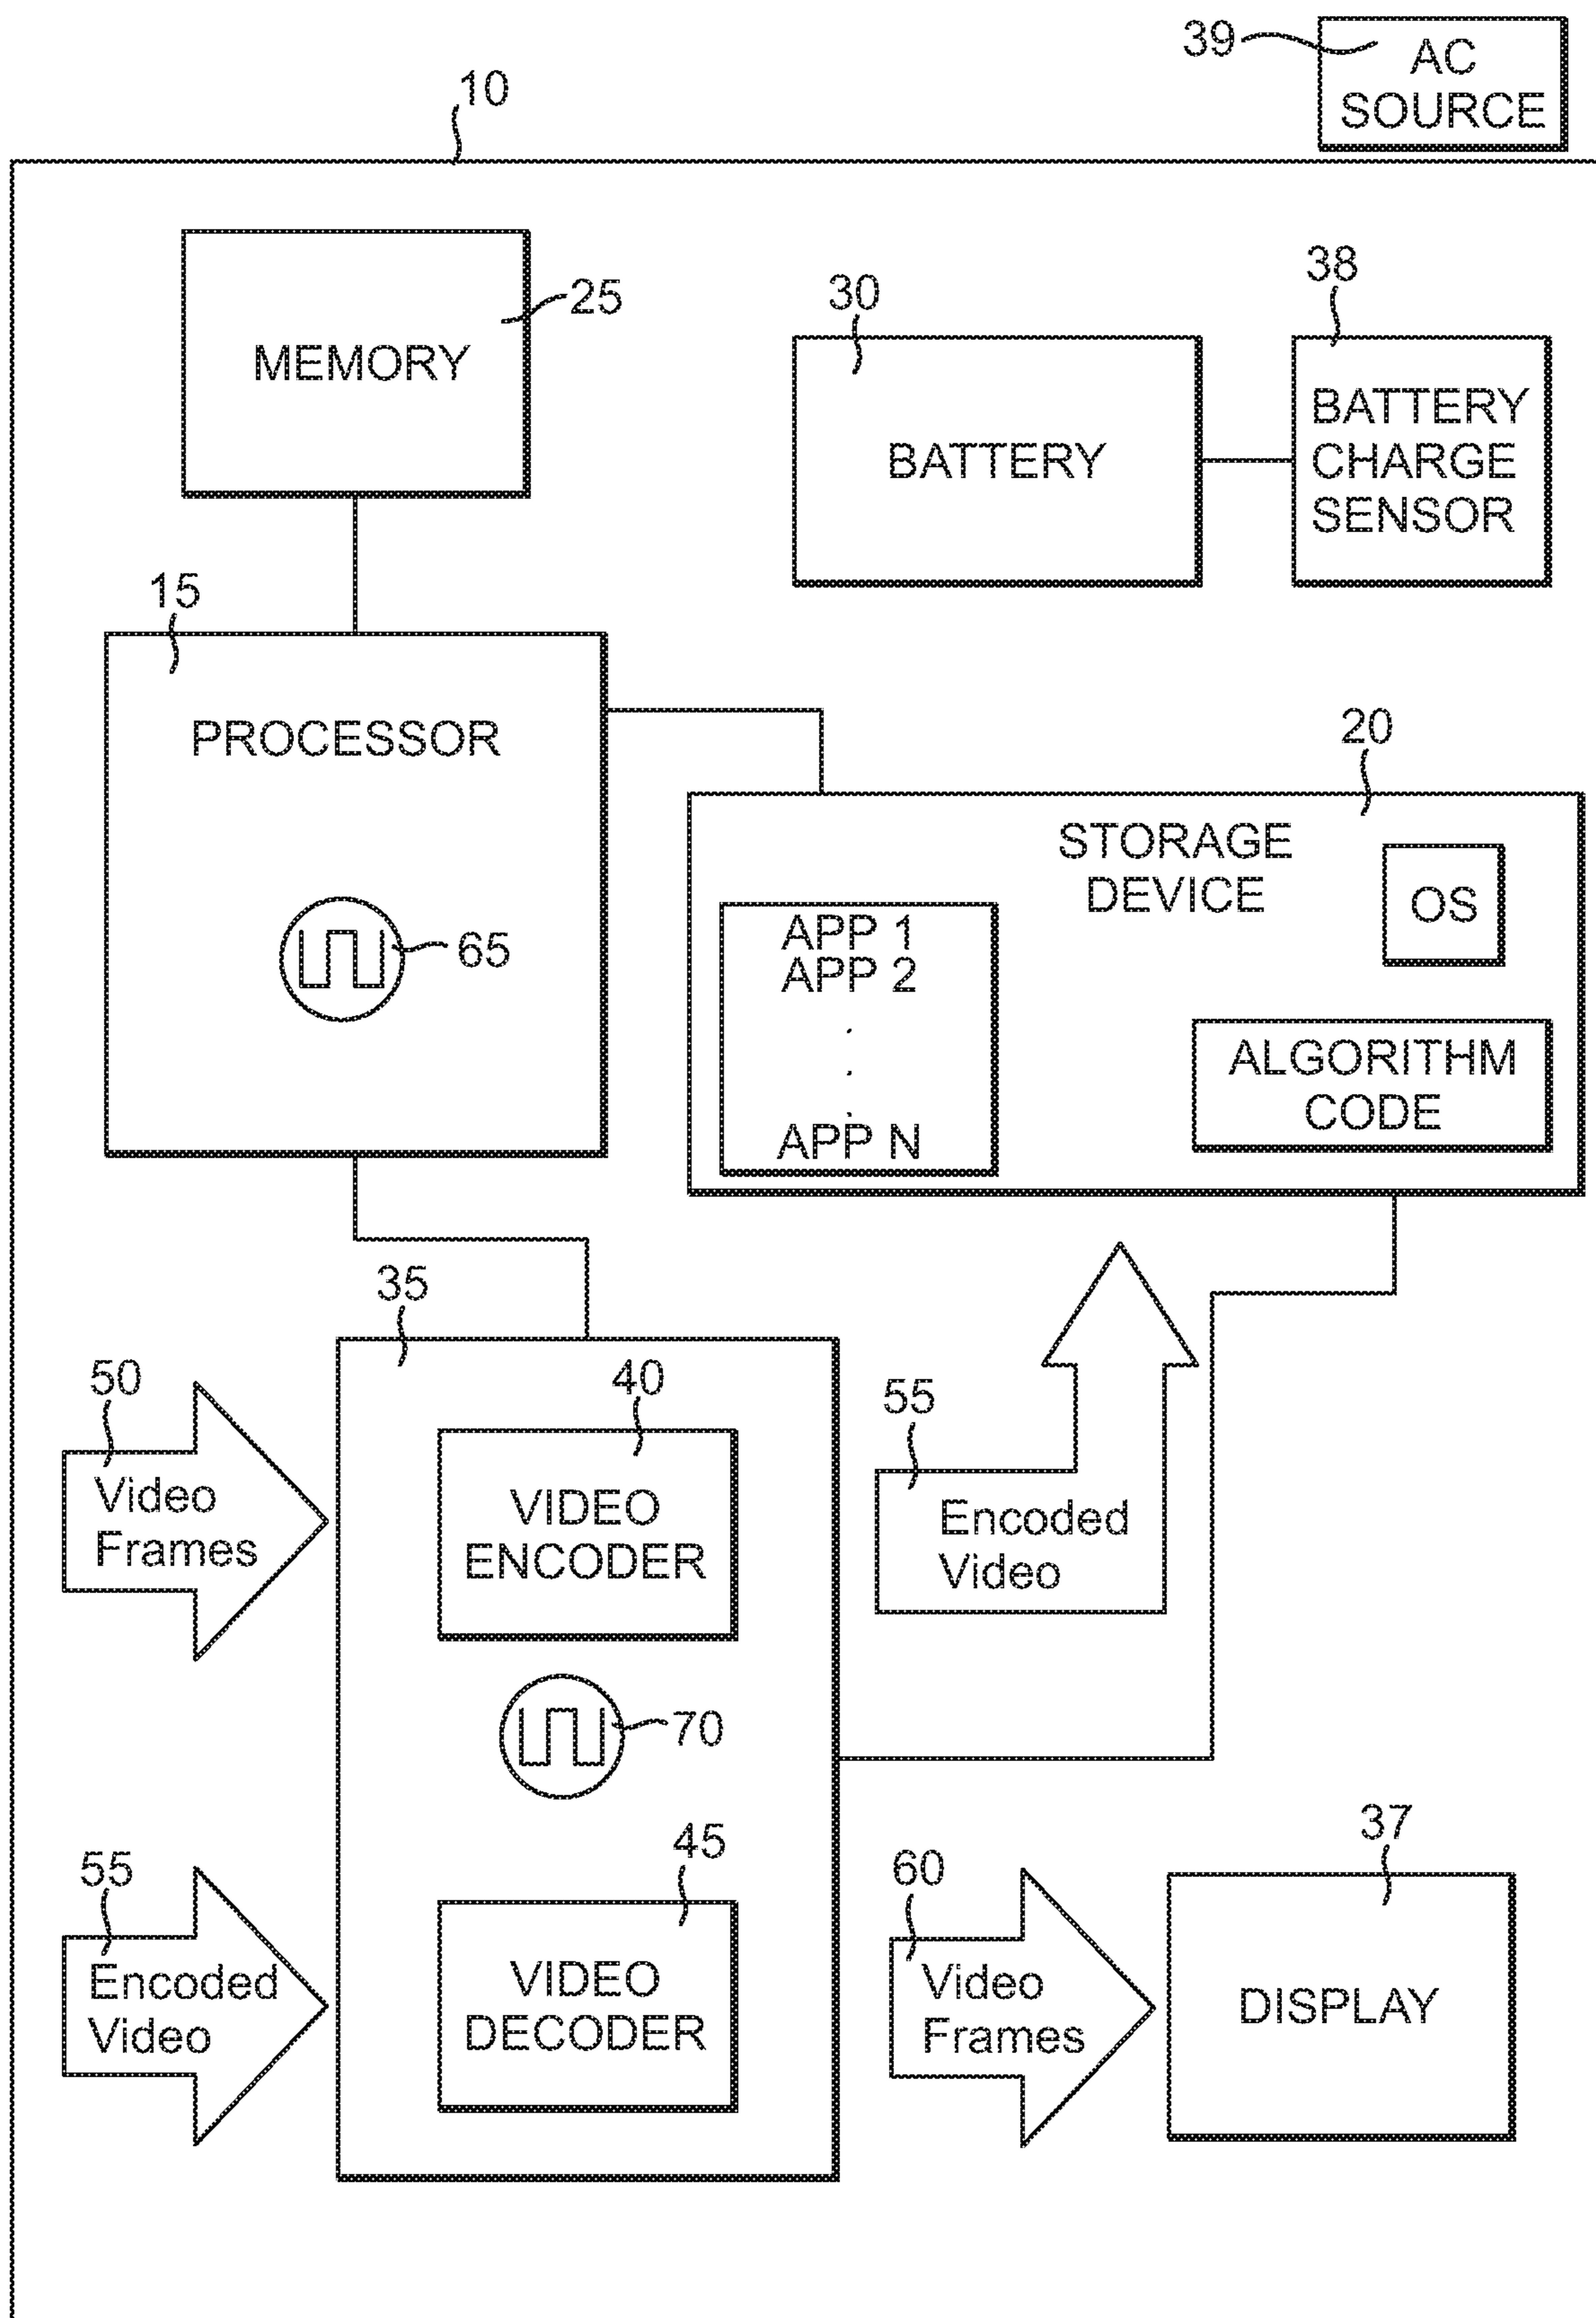 39
AC
SOURCE
10
MEMORY
25
30
BATTERY
38
BATTERY
CHARGE
SENSOR
15
PROCESSOR
65
20
STORAGE
DEVICE
OS
APP 1
APP 2
.
.
.
APP N
ALGORITHM
CODE
35
50
Video
Frames
40
VIDEO
ENCODER
55
Encoded
Video
70
55
Encoded
Video
45
VIDEO
DECODER
60
Video
Frames
37
DISPLAY